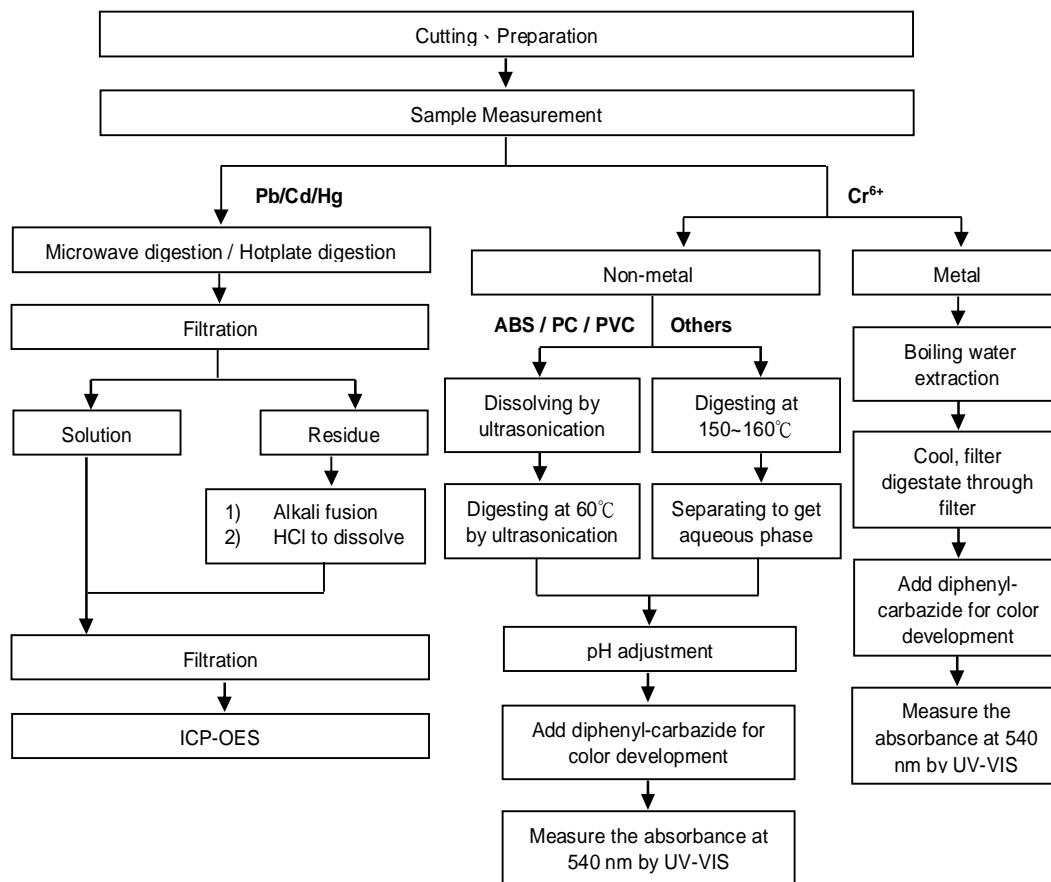 Cutting、Preparation
Sample Measurement
Pb/Cd/Hg
Cr⁶⁺
Microwave digestion / Hotplate digestion
Non-metal
Metal
Filtration
ABS / PC / PVC
Others
Boiling water
extraction
Solution
Residue
Dissolving by
ultrasonication
Digesting at
150~160℃
Cool, filter
digestate through
filter
1) Alkali fusion
2) HCl to dissolve
Digesting at 60℃
by ultrasonication
Separating to get
aqueous phase
Add diphenyl-
carbazide for color
development
Filtration
pH adjustment
ICP-OES
Add diphenyl-carbazide for
color development
Measure the
absorbance at 540
nm by UV-VIS
Measure the absorbance at
540 nm by UV-VIS